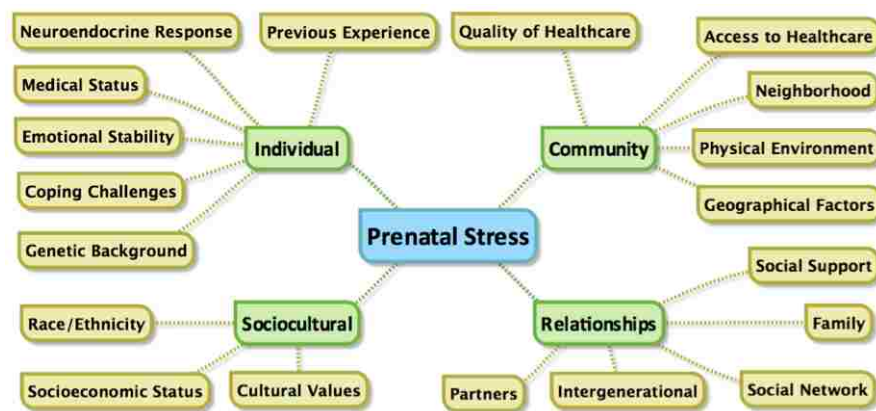 Neuroendocrine Response
Previous Experience
Quality of Healthcare
Access to Healthcare
Medical Status
Neighborhood
Emotional Stability
Individual
Community
Physical Environment
Coping Challenges
Geographical Factors
Prenatal Stress
Genetic Background
Social Support
Race/Ethnicity
Sociocultural
Relationships
Family
Socioeconomic Status
Cultural Values
Partners
Intergenerational
Social Network